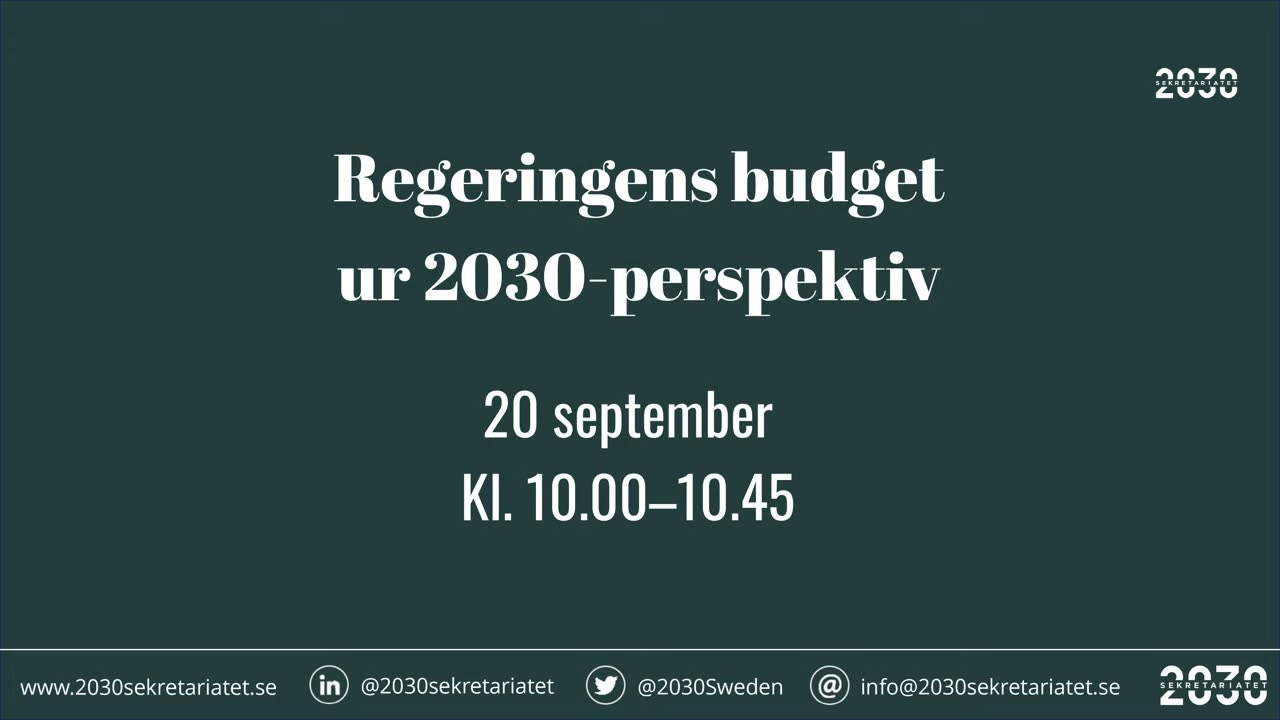 2030
SEKRETARIATET
Regeringens budget
ur 2030-perspektiv
20 september
Kl. 10.00–10.45
www.2030sekretariatet.se
in @2030sekretariatet
@2030Sweden
@ info@2030sekretariatet.se
2030
SEKRETARIATET